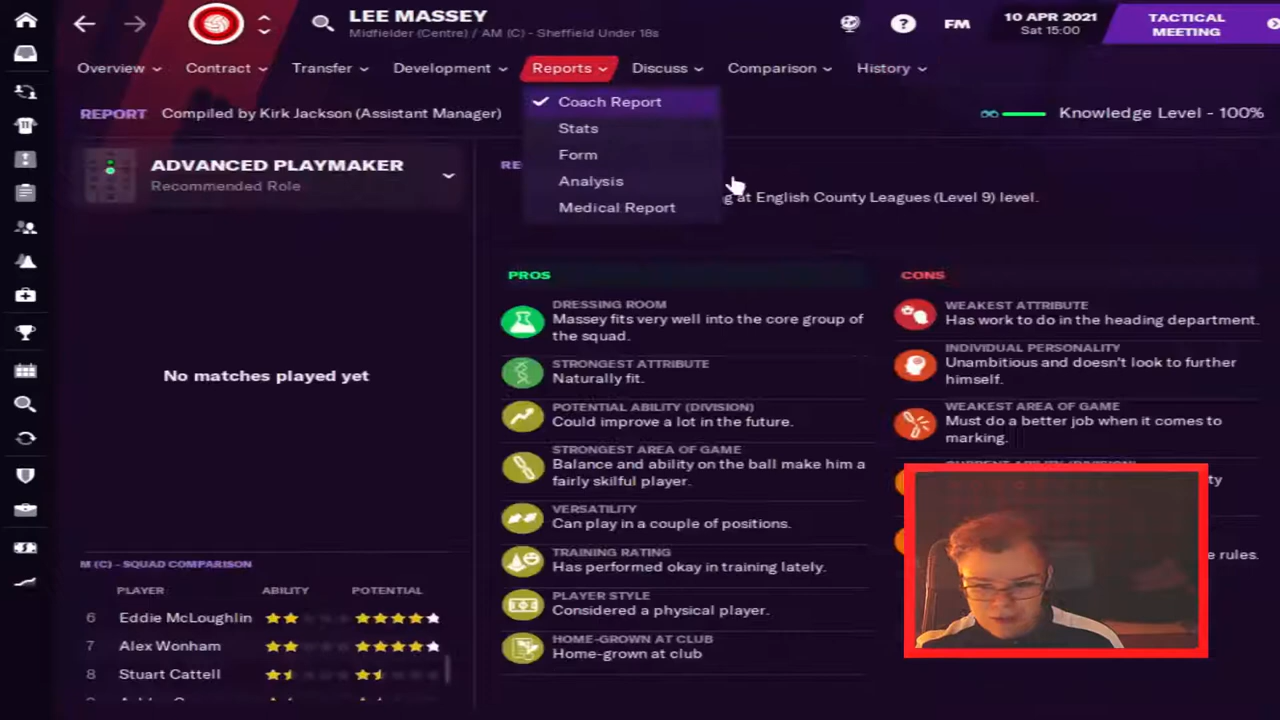 LEE MASSEY
Midfielder (Centre) / AM (C) - Sheffield Under 18s
FM
10 APR 2021
Sat 15:00
TACTICAL
MEETING
Overview
Contract
Transfer
Development
Reports
Discuss
Comparison
History
REPORT
Compiled by Kirk Jackson (Assistant Manager)
Coach Report
Stats
Form
Analysis
Medical Report
Knowledge Level - 100%
ADVANCED PLAYMAKER
Recommended Role
at English County Leagues (Level 9) level.
No matches played yet
PROS
DRESSING ROOM
Massey fits very well into the core group of
the squad.
STRONGEST ATTRIBUTE
Naturally fit.
POTENTIAL ABILITY (DIVISION)
Could improve a lot in the future.
STRONGEST AREA OF GAME
Balance and ability on the ball make him a
fairly skilful player.
VERSATILITY
Can play in a couple of positions.
TRAINING RATING
Has performed okay in training lately.
PLAYER STYLE
Considered a physical player.
HOME-GROWN AT CLUB
Home-grown at club
CONS
WEAKEST ATTRIBUTE
Has work to do in the heading department.
INDIVIDUAL PERSONALITY
Unambitious and doesn't look to further
himself.
WEAKEST AREA OF GAME
Must do a better job when it comes to
marking.
rules.
M (C) - SQUAD COMPARISON
PLAYER ABILITY POTENTIAL
6 Eddie McLoughlin
7 Alex Wonham
8 Stuart Cattell